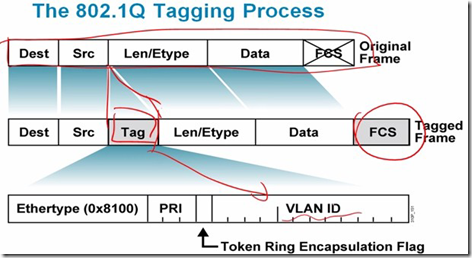 The 802.1Q Tagging Process
Dest Src Len/Etype Data FCS Original Frame
Dest Src Tag Len/Etype Data FCS Tagged Frame
Ethertype (0x8100) PRI VLAN ID
Token Ring Encapsulation Flag